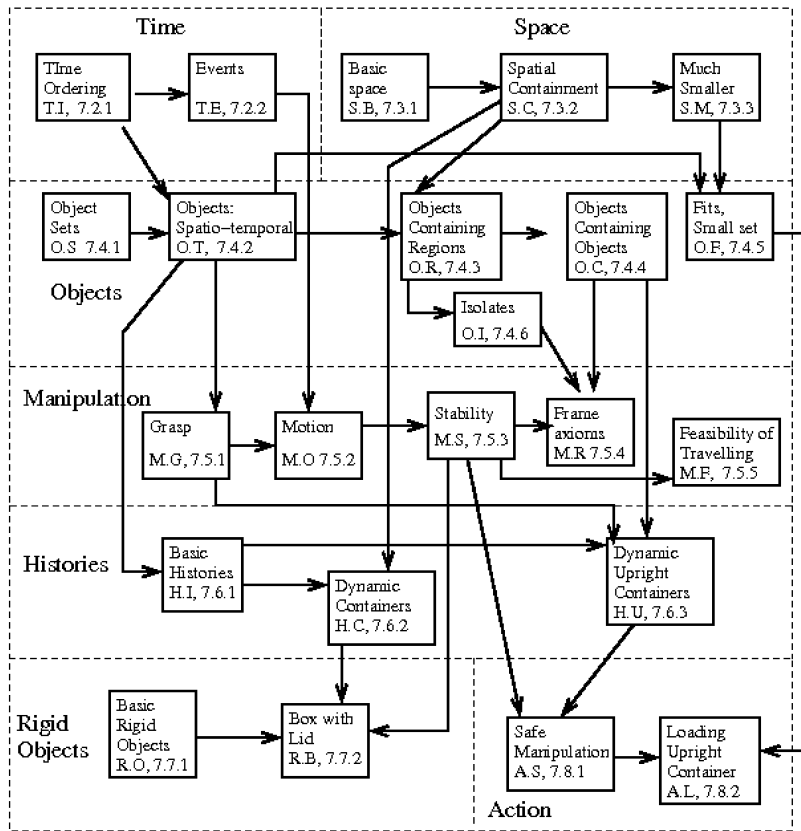 Time
Space
TIme
Ordering
T.I, 7.2.1
Events
T.E, 7.2.2
Basic
space
S.B, 7.3.1
Spatial
Containment
S.C, 7.3.2
Much
Smaller
S.M, 7.3.3
Object
Sets
O.S 7.4.1
Objects:
Spatio-temporal
O.T, 7.4.2
Objects
Containing
Regions
O.R, 7.4.3
Objects
Containing
Objects
O.C, 7.4.4
Fits,
Small set
O.F, 7.4.5
Objects
Isolates
O.I, 7.4.6
Manipulation
Grasp
M.G, 7.5.1
Motion
M.O 7.5.2
Stability
M.S, 7.5.3
Frame
axioms
M.R 7.5.4
Feasibility of
Travelling
M.F, 7.5.5
Histories
Basic
Histories
H.I, 7.6.1
Dynamic
Containers
H.C, 7.6.2
Dynamic
Upright
Containers
H.U, 7.6.3
Rigid
Objects
Basic
Rigid
Objects
R.O, 7.7.1
Box with
Lid
R.B, 7.7.2
Safe
Manipulation
A.S, 7.8.1
Loading
Upright
Container
A.L, 7.8.2
Action